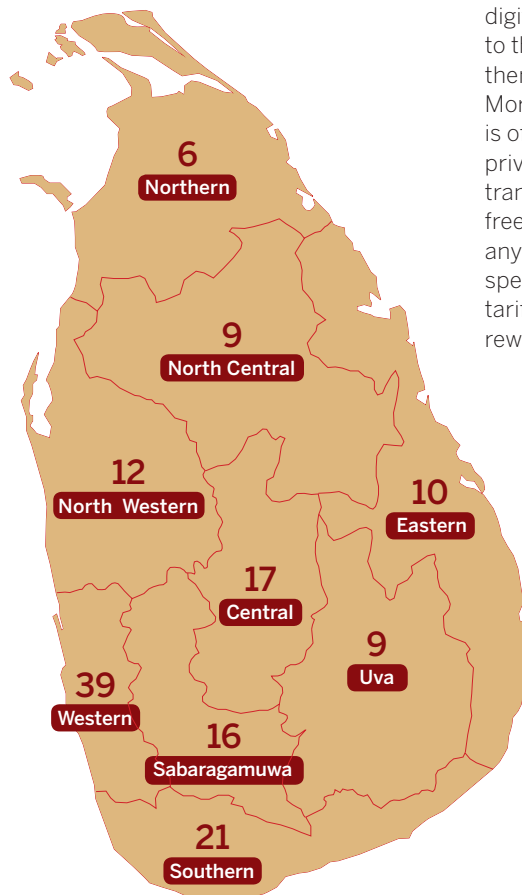 6
Northern
9
North Central
12
North Western
10
Eastern
17
Central
9
Uva
39
Western
16
Sabaragamuwa
21
Southern
digi
to th
ther
Mor
is o
priv
tran
free
any
spe
tari
rew